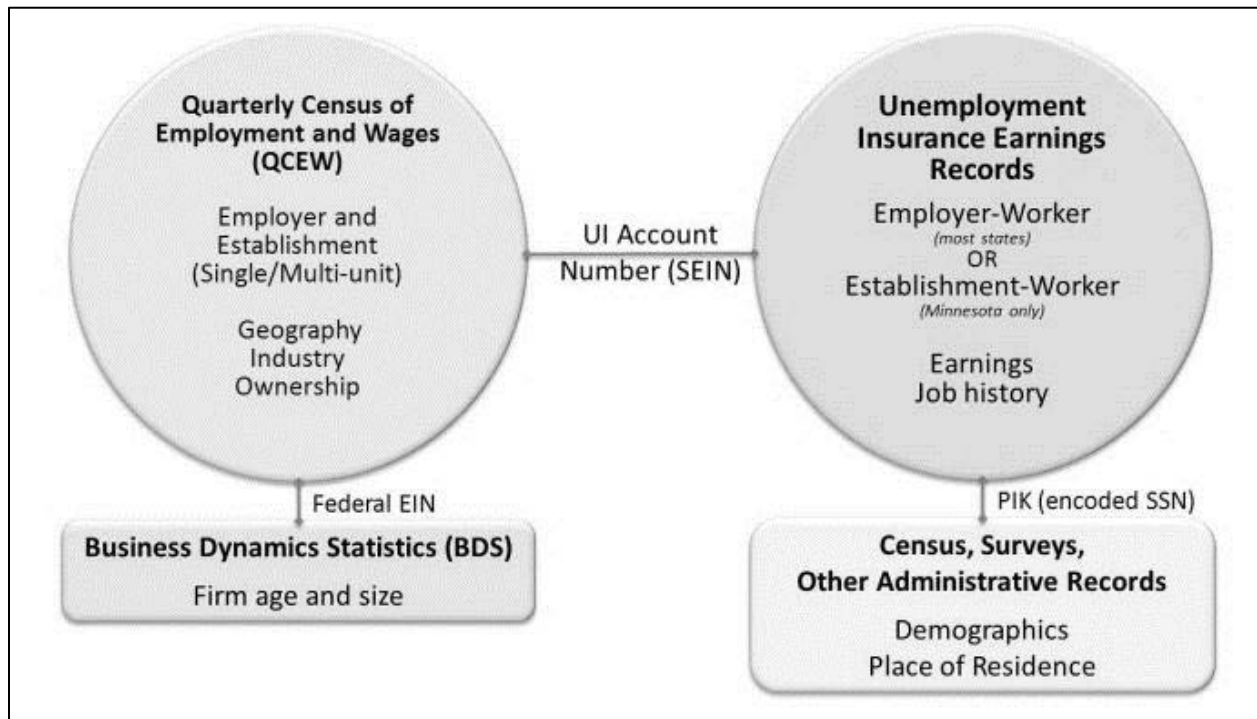 Quarterly Census of
Employment and Wages
(QCEW)
Employer and
Establishment
(Single/Multi-unit)
Geography
Industry
Ownership
UI Account
Number (SEIN)
Unemployment
Insurance Earnings
Records
Employer-Worker
(most states)
OR
Establishment-Worker
(Minnesota only)
Earnings
Job history
Federal EIN
Business Dynamics Statistics (BDS)
Firm age and size
PIK (encoded SSN)
Census, Surveys,
Other Administrative Records
Demographics
Place of Residence